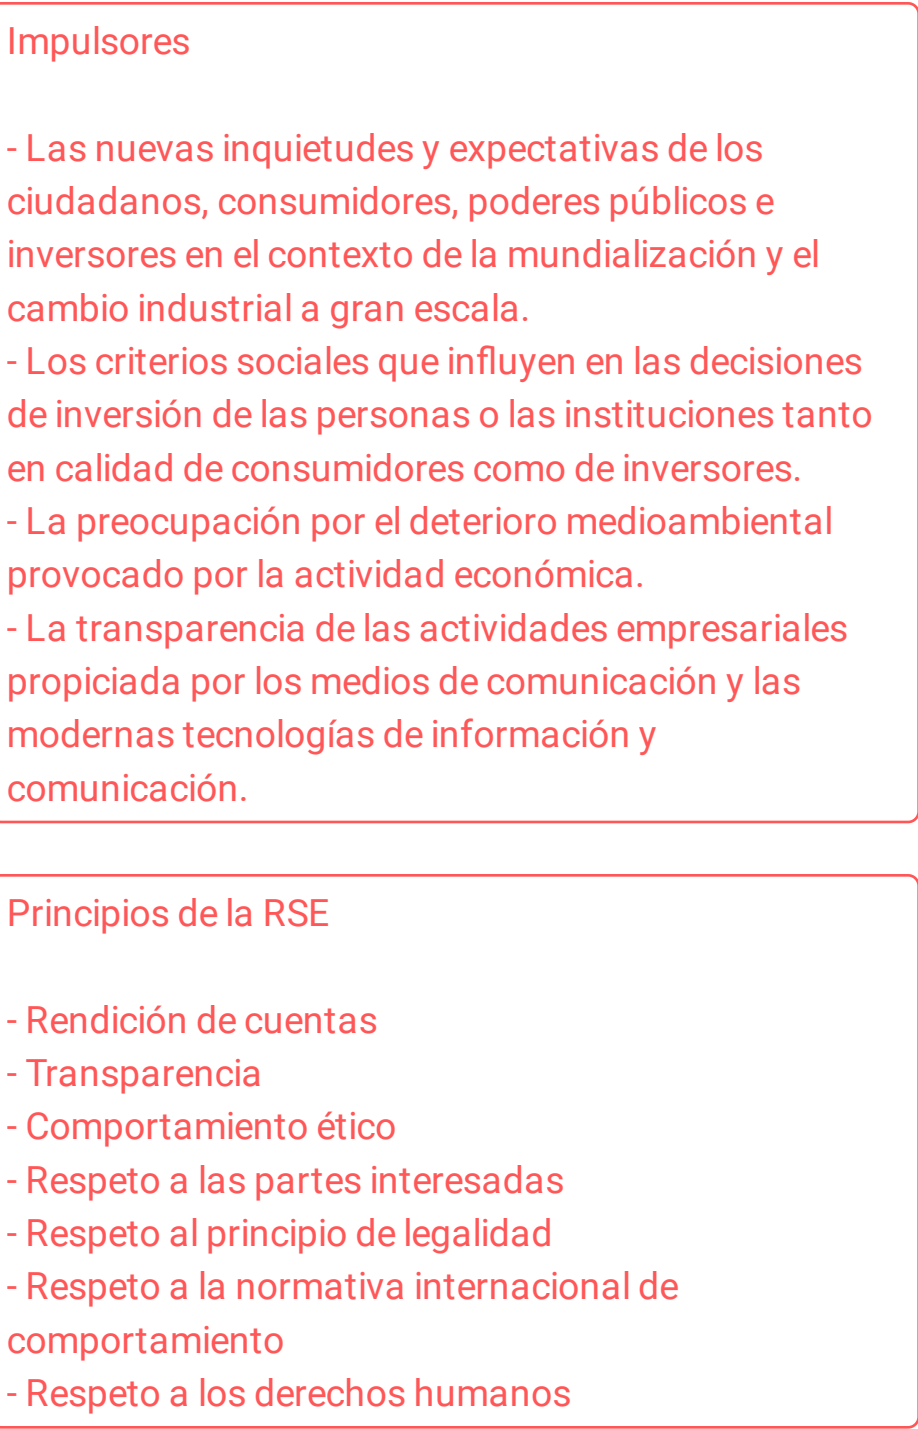 Impulsores
- Las nuevas inquietudes y expectativas de los
ciudadanos, consumidores, poderes públicos e
inversores en el contexto de la mundialización y el
cambio industrial a gran escala.
- Los criterios sociales que influyen en las decisiones
de inversión de las personas o las instituciones tanto
en calidad de consumidores como de inversores.
- La preocupación por el deterioro medioambiental
provocado por la actividad económica.
- La transparencia de las actividades empresariales
propiciada por los medios de comunicación y las
modernas tecnologías de información y
comunicación.
Principios de la RSE
- Rendición de cuentas
- Transparencia
- Comportamiento ético
- Respeto a las partes interesadas
- Respeto al principio de legalidad
- Respeto a la normativa internacional de
comportamiento
- Respeto a los derechos humanos